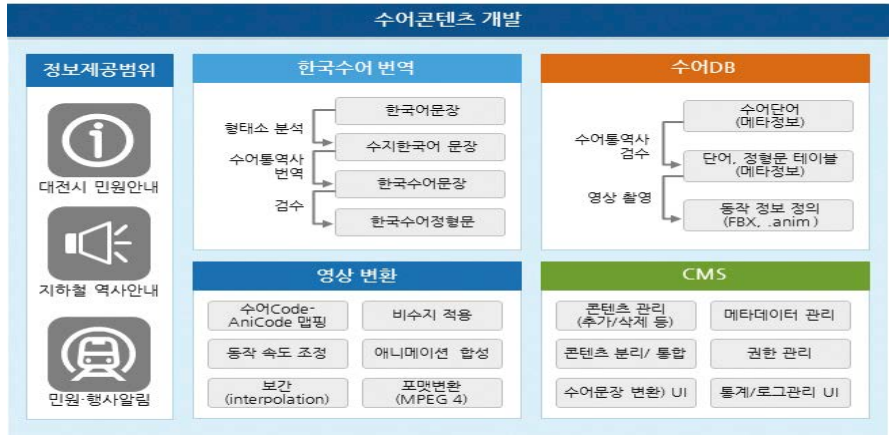 수어콘텐츠 개발
정보제공범위
대전시 민원안내
지하철 역사안내
민원·행사알림
한국수어 번역
형태소 분석
수어통역사
번역
검수
한국어문장
수지한국어 문장
한국수어문장
한국수어정형문
수어DB
수어통역사
검수
영상 촬영
수어단어
(메타정보)
단어, 정형문 테이블
(메타정보)
동작 정보 정의
(FBX, .anim )
영상 변환
수어Code-
AniCode 맵핑
비수지 적용
동작 속도 조정
애니메이션 합성
보간
(interpolation)
포맷변환
(MPEG 4)
CMS
콘텐츠 관리
(추가/삭제 등)
메타데이터 관리
콘텐츠 분리/ 통합
권한 관리
수어문장 변환) UI
통계/로그관리 UI